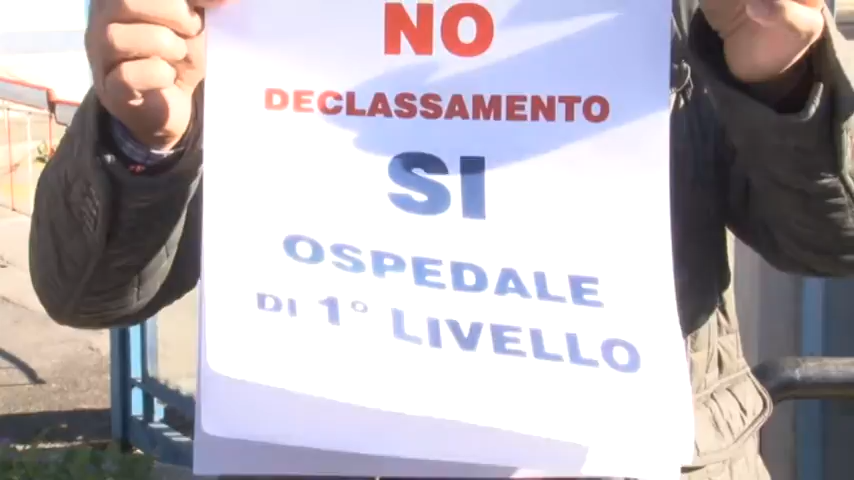 NO
DECLASSAMENTO
SI
OSPEDALE
DI 1° LIVELLO